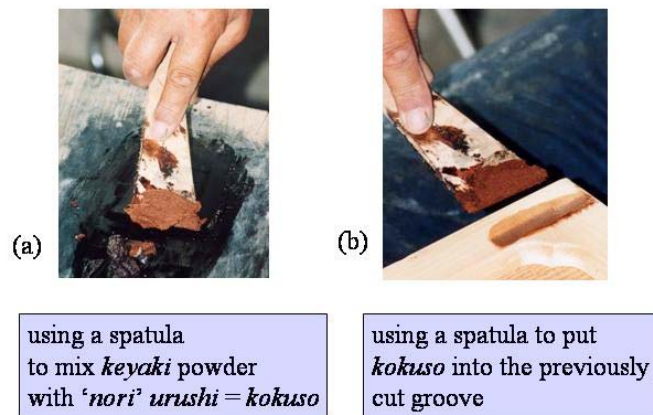 (a)
(b)
using a spatula
to mix keyaki powder
with ‘nori’ urushi = kokuso
using a spatula to put
kokuso into the previously
cut groove